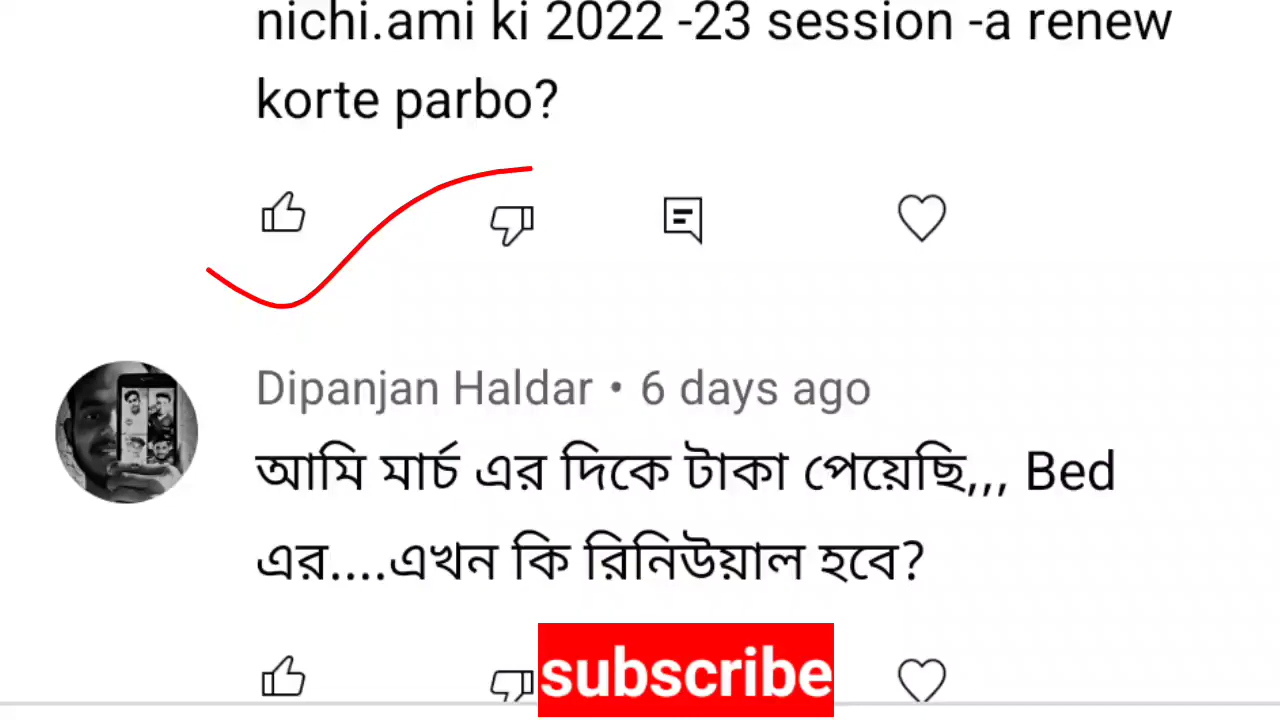 nichi.ami ki 2022 -23 session -a renew
korte parbo?
Dipanjan Haldar • 6 days ago
আমি মার্চ এর দিকে টাকা পেয়েছি,,, Bed
এর....এখন কি রিনিউয়াল হবে?
subscribe